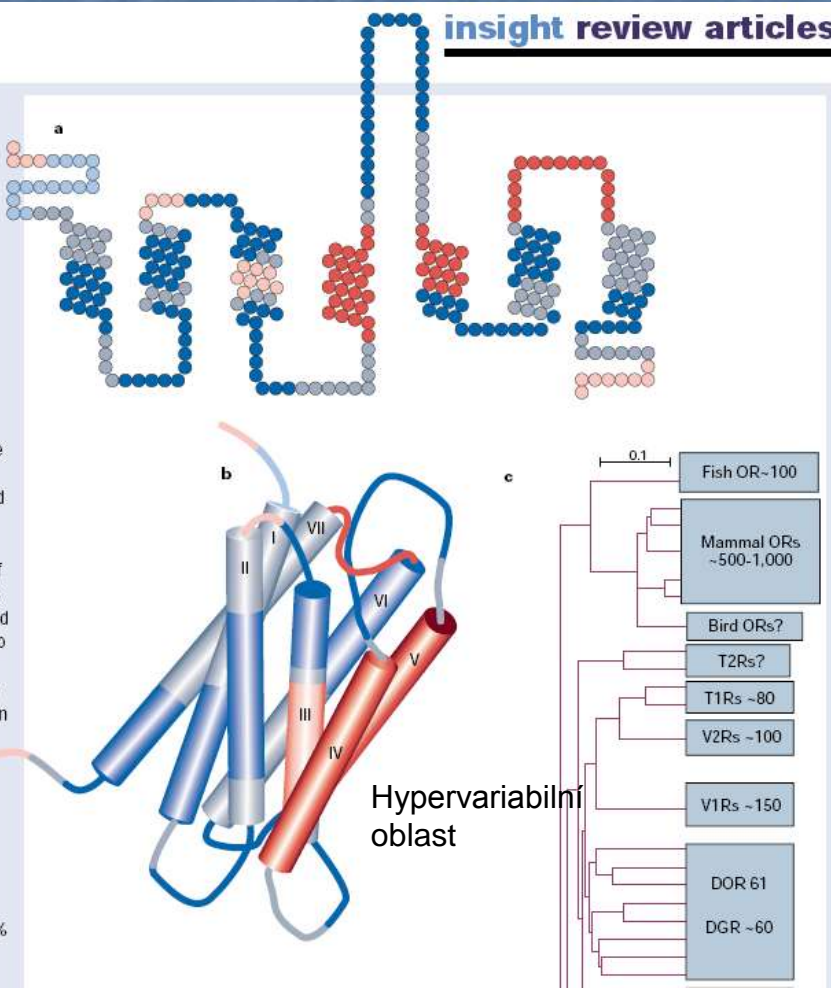 insight review articles
a
b
I
II
VII
VI
V
III
IV
Hypervariabilní
oblast
c
0.1
Fish OR~100
Mammal ORs
~500-1,000
Bird ORs?
T2Rs?
T1Rs ~80
V2Rs ~100
V1Rs ~150
DOR 61
DGR ~60
%